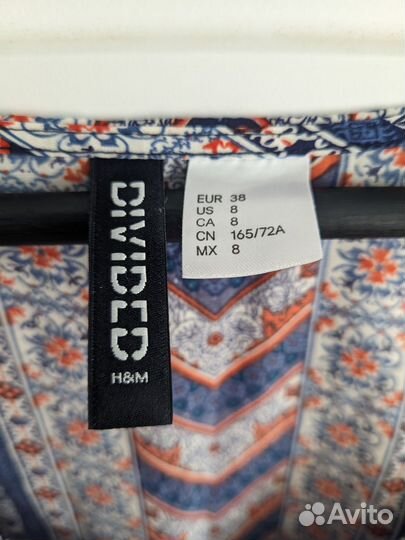 DIVIDED
H&M
EUR 38
US 8
CA 8
CN 165/72A
MX 8
Avito